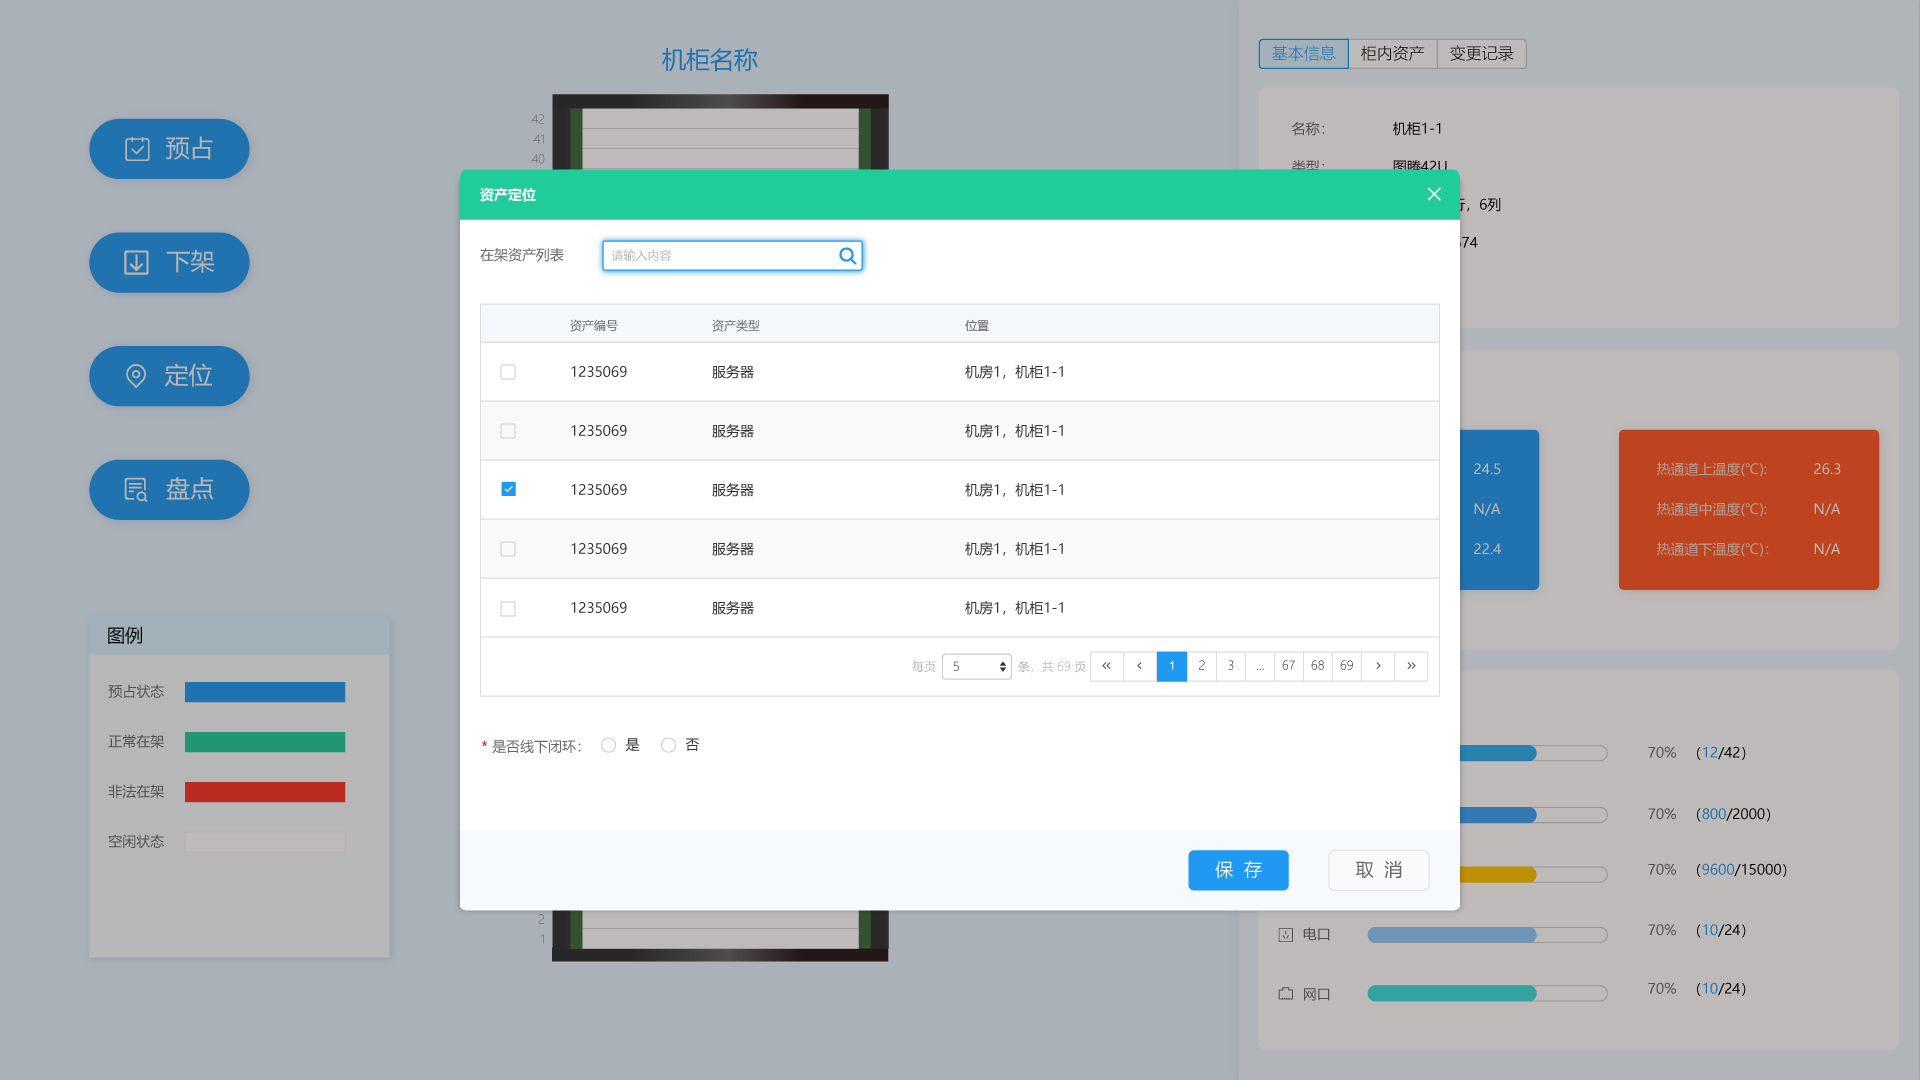 机柜名称
预占
下架
定位
盘点
图例
预占状态
正常在架
非法在架
空闲状态
42
41
40
2
1
资产定位
在架资产列表
请输入内容
资产编号 资产类型 位置
1235069 服务器 机房1，机柜1-1
1235069 服务器 机房1，机柜1-1
1235069 服务器 机房1，机柜1-1
1235069 服务器 机房1，机柜1-1
1235069 服务器 机房1，机柜1-1
每页 5 条，共 69 页 « ‹ 1 2 3 ... 67 68 69 › »
* 是否线下闭环： 是 否
保 存 取 消
基本信息 柜内资产 变更记录
名称： 机柜1-1
类型： 图腾42U
，6列
74
24.5
N/A
22.4
热通道上温度(℃): 26.3
热通道中温度(℃): N/A
热通道下温度(℃): N/A
70% (12/42)
70% (800/2000)
70% (9600/15000)
电口 70% (10/24)
网口 70% (10/24)